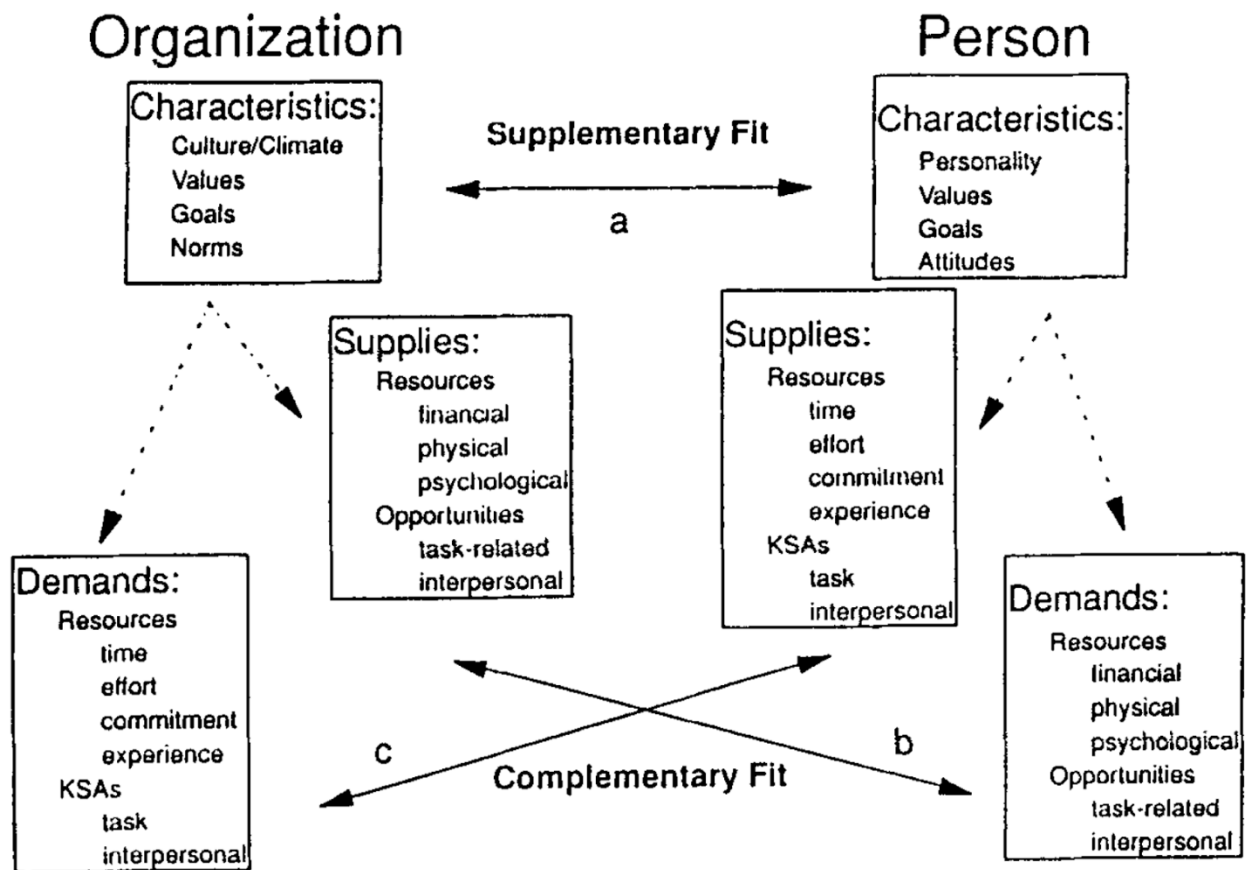 Organization
Person
Characteristics:
Culture/Climate
Values
Goals
Norms
Supplementary Fit
a
Characteristics:
Personality
Values
Goals
Attitudes
Supplies:
Resources
financial
physical
psychological
Opportunities
task-related
interpersonal
Supplies:
Resources
time
effort
commitment
experience
KSAs
task
interpersonal
Demands:
Resources
time
effort
commitment
experience
KSAs
task
interpersonal
c
Complementary Fit
b
Demands:
Resources
financial
physical
psychological
Opportunities
task-related
interpersonal